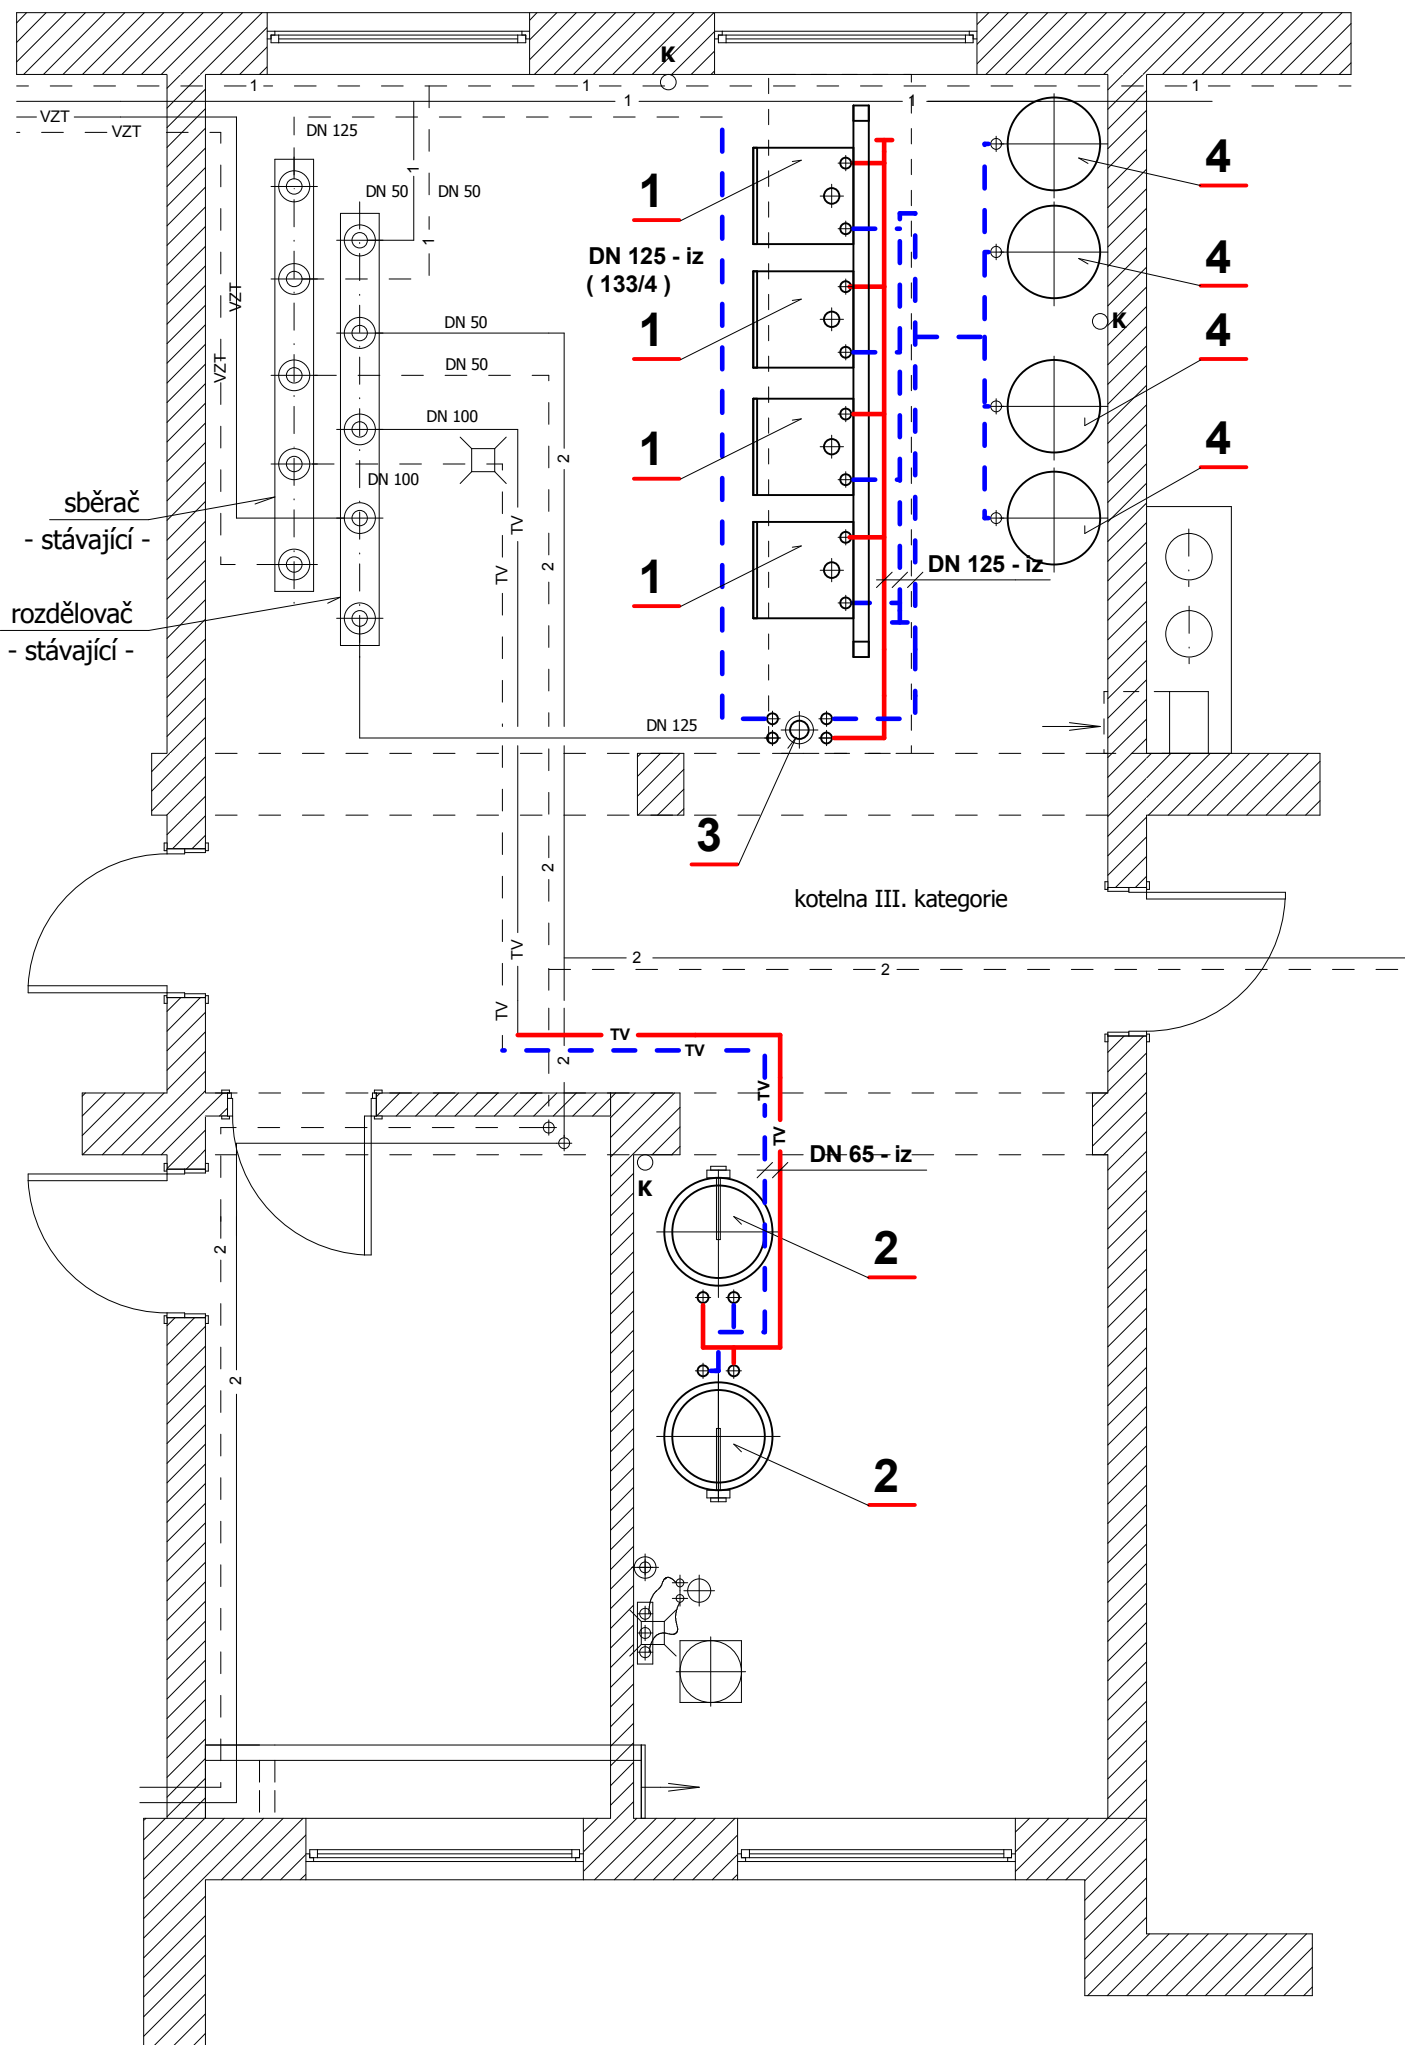 K
1
1
1
1
1
VZT
VZT
DN 125
DN 50
DN 50
1
1
VZT
VZT
DN 50
DN 50
DN 100
DN 100
1
DN 125 - iz
( 133/4 )
1
1
1
4
4
K
4
4
sběrač
- stávající -
rozdělovač
- stávající -
DN 125 - iz
2
TV
2
TV
DN 125
3
2
kotelna III. kategorie
TV
2
2
TV
TV
TV
2
TV
TV
DN 65 - iz
K
2
2
2
2